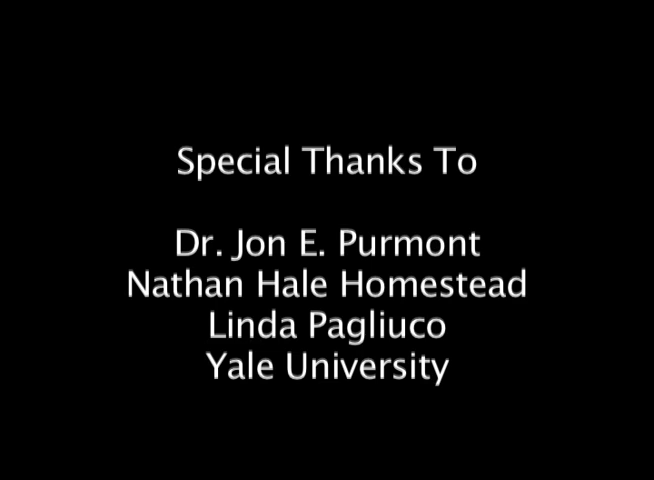 Special Thanks To
Dr. Jon E. Purmont
Nathan Hale Homestead
Linda Pagliuco
Yale University